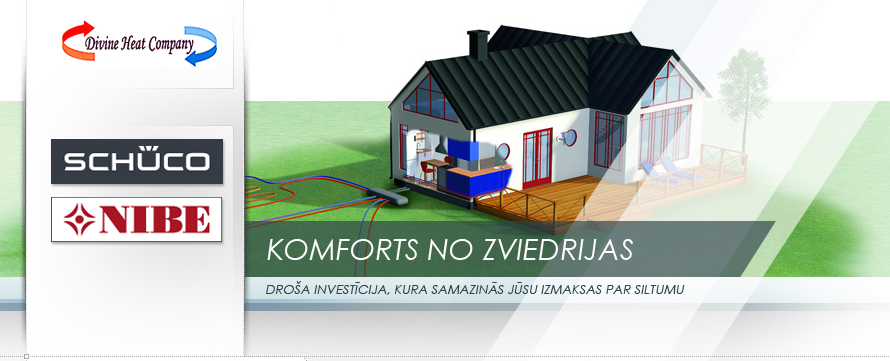 Divine Heat Company
SCHÜCO
NIBE
KOMFORTS NO ZVIEDRIJAS
DROŠA INVESTĪCIJA, KURA SAMAZINĀS JŪSU IZMAKSAS PAR SILTUMU